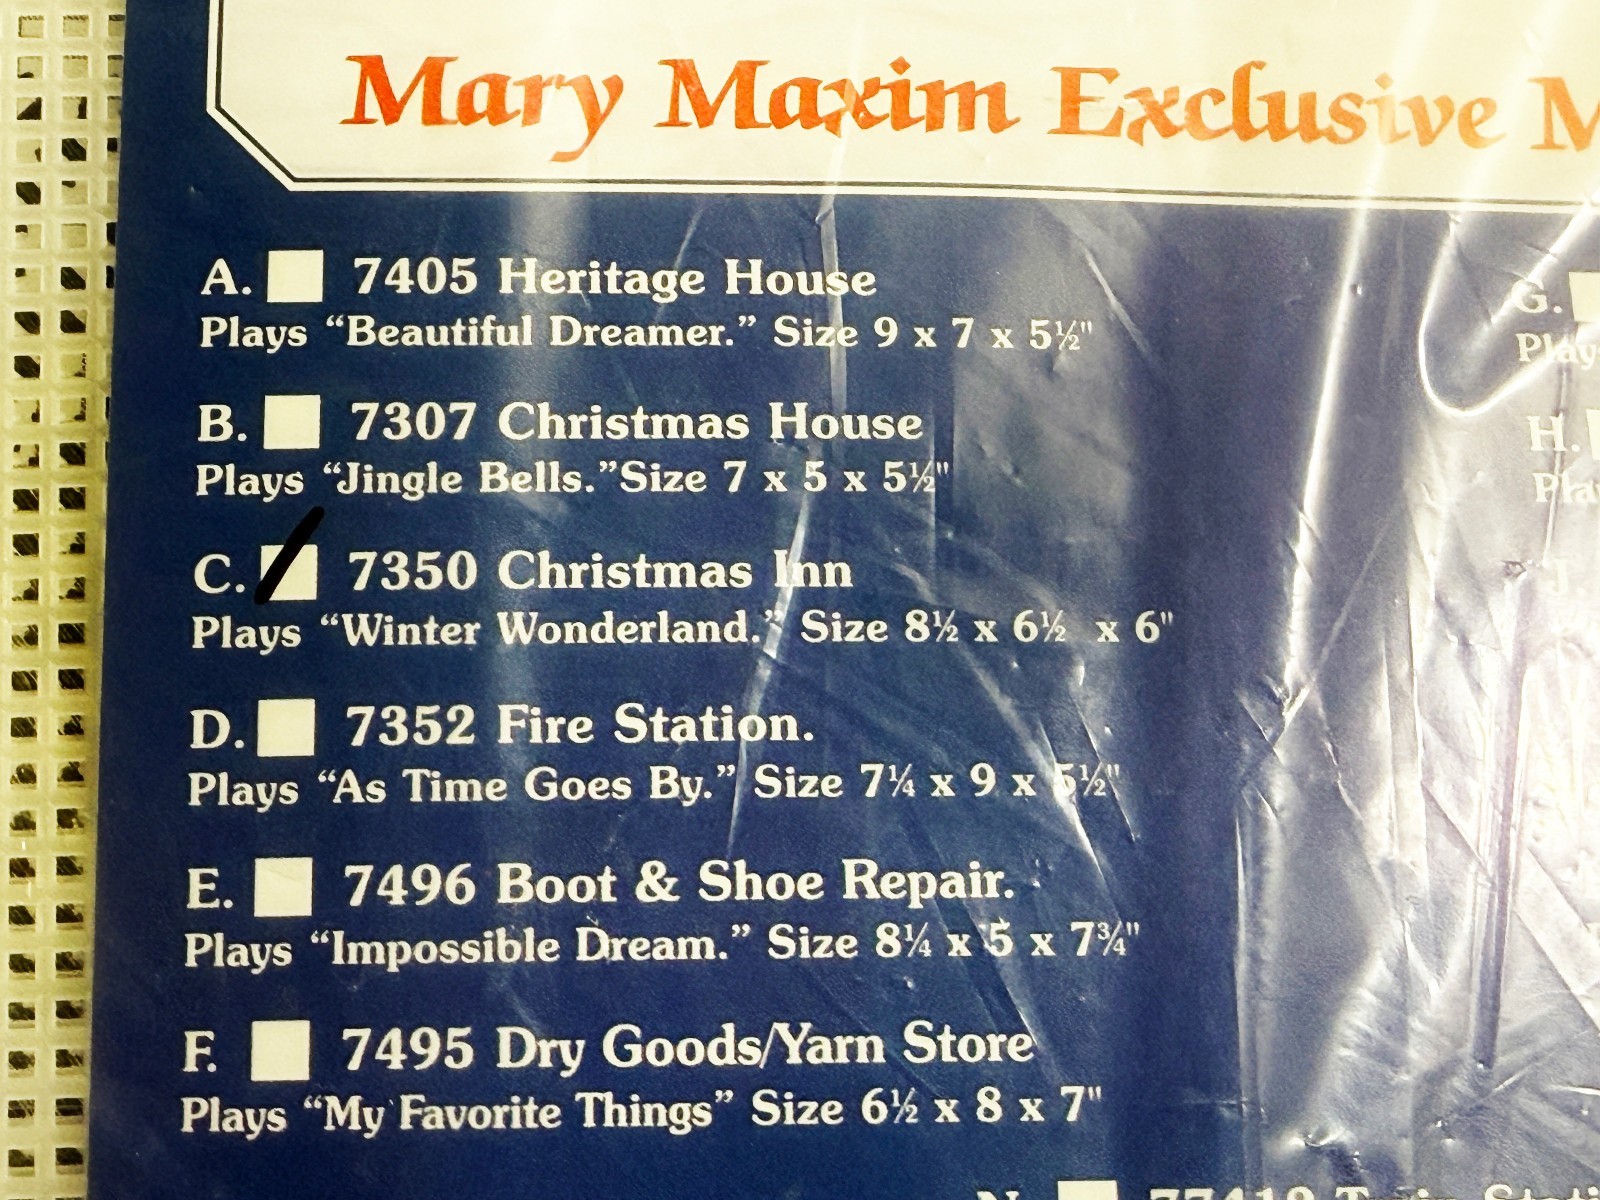 Mary Maxim Exclusive M
A. 7405 Heritage House
Plays “Beautiful Dreamer.” Size 9 x 7 x 5½"
B. 7307 Christmas House
Plays “Jingle Bells.”Size 7 x 5 x 5½"
C. 7350 Christmas Inn
Plays “Winter Wonderland.” Size 8½ x 6½ x 6"
D. 7352 Fire Station.
Plays “As Time Goes By.” Size 7¼ x 9 x 5½"
E. 7496 Boot & Shoe Repair.
Plays “Impossible Dream.” Size 8¼ x 5 x 7¾"
F. 7495 Dry Goods/Yarn Store
Plays “My Favorite Things” Size 6½ x 8 x 7"
G.
Play
H.
Pla
J.